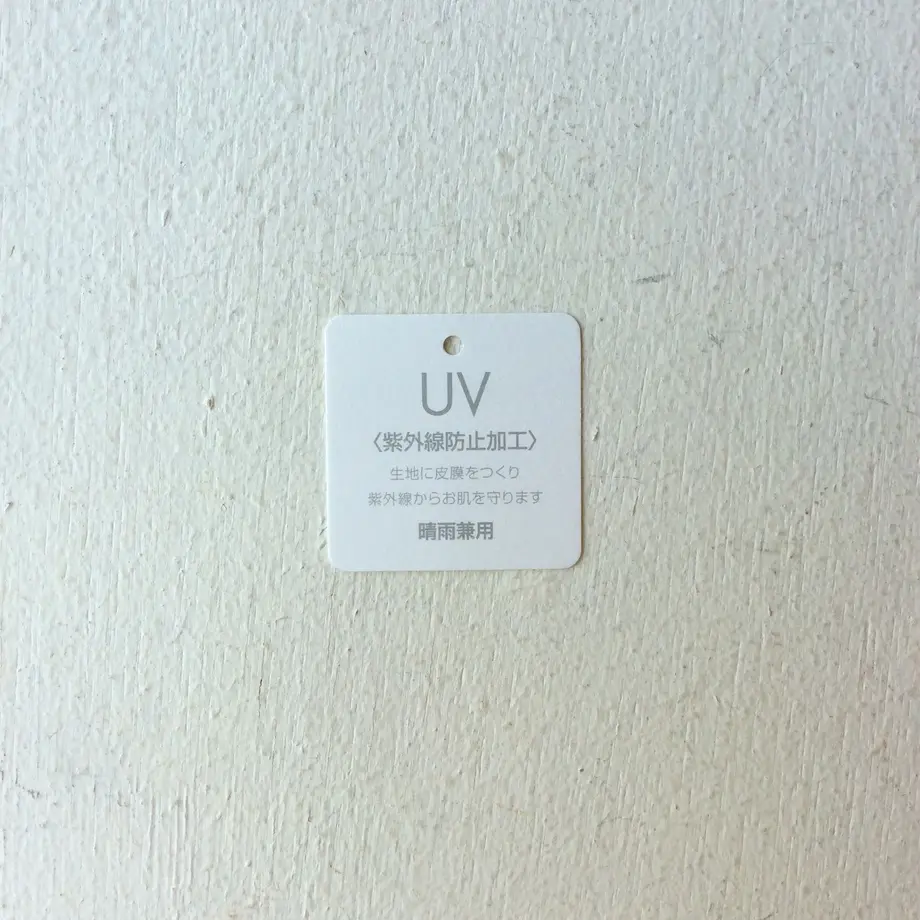 UV
〈紫外線防止加工〉
生地に皮膜をつくり
紫外線からお肌を守ります
晴雨兼用